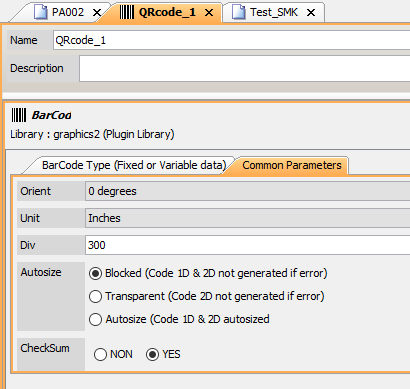 PA002 X QRcode_1 X Test_SMK X
Name QRcode_1
Description
BarCod
Library : graphics2 (Plugin Library)
BarCode Type (Fixed or Variable data) Common Parameters
Orient 0 degrees
Unit Inches
Div 300
Autosize Blocked (Code 1D & 2D not generated if error)
Transparent (Code 2D not generated if error)
Autosize (Code 1D & 2D autosized
CheckSum NON YES